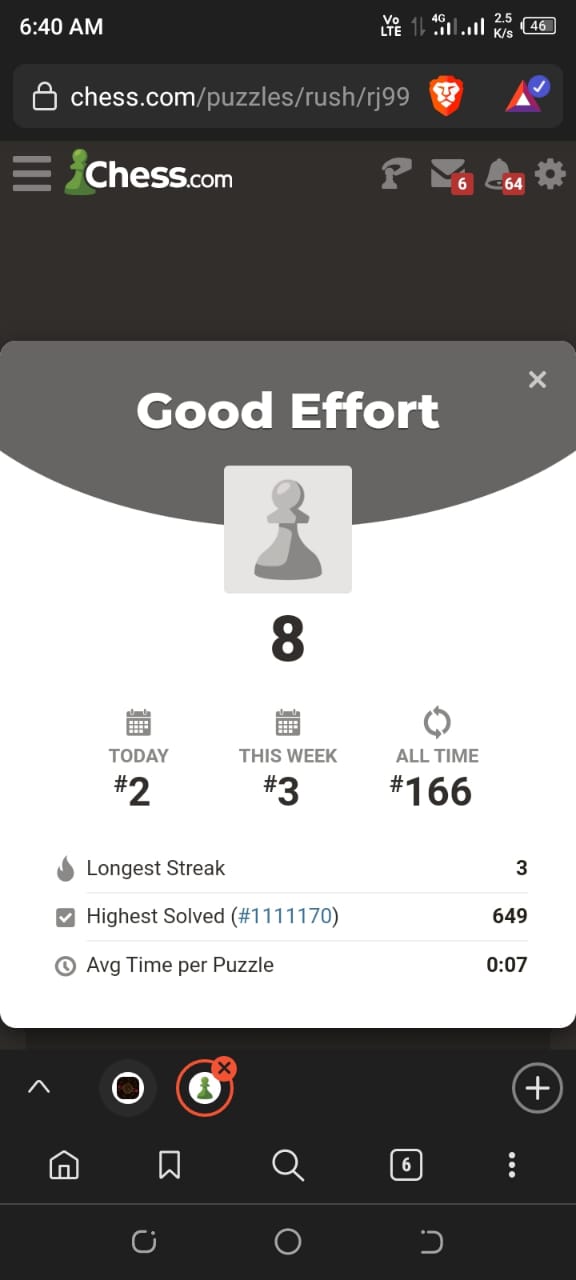 6:40 AM
Vo
LTE
4G
2.5
K/s
46
chess.com/puzzles/rush/rj99
Chess.com
6
64
Good Effort
8
TODAY
THIS WEEK
ALL TIME
#2
#3
#166
Longest Streak
3
Highest Solved (#1111170)
649
Avg Time per Puzzle
0:07
6